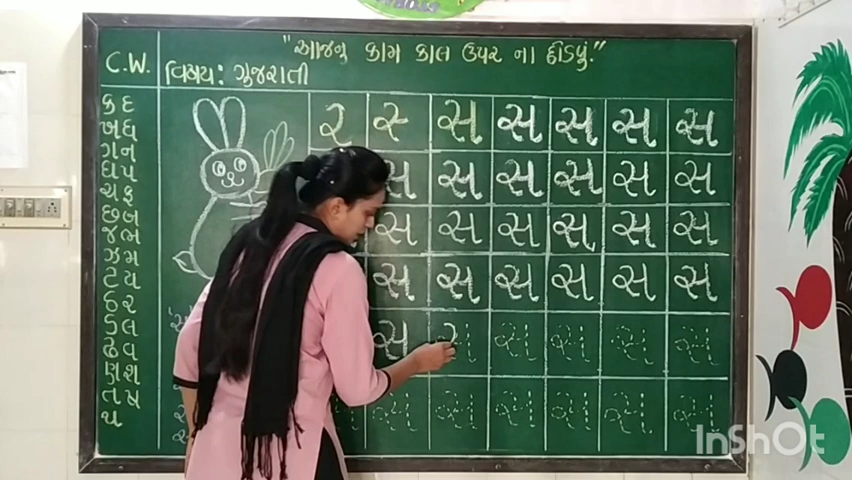 "આજનુ કામ કાલ ઉપર ના છોડવું."
C.W.
વિષય: ગુજરાતી
ક દ
ખ ધ
ગ ન
ઘ પ
ચ ફ
છ બ
જ ભ
ઝ મ
ટ ય
ઠ ર
ડ લ
ઢ વ
ણ શ
ત ષ
થ
ર સ સ સ સ સ
સ સ સ સ સ સ
સ સ સ સ સ સ
સ સ સ સ સ સ
સ સ સ સ સ સ
સ સ સ સ સ સ
InShOt